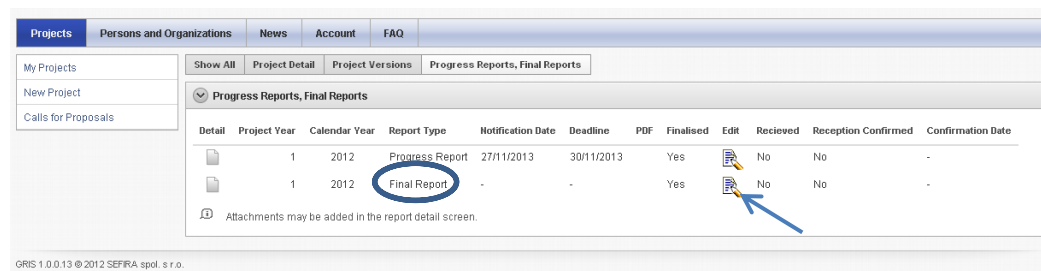 Projects Persons and Organizations News Account FAQ
My Projects
New Project
Calls for Proposals
Show All Project Detail Project Versions Progress Reports, Final Reports
Progress Reports, Final Reports
Detail Project Year Calendar Year Report Type Notification Date Deadline PDF Finalised Edit Recieved Reception Confirmed Confirmation Date
1 2012 Progress Report 27/11/2013 30/11/2013 Yes No No -
1 2012 Final Report - - Yes No No -
Attachments may be added in the report detail screen.
GRIS 1.0.0.13 © 2012 SEFIRA spol. s r.o.